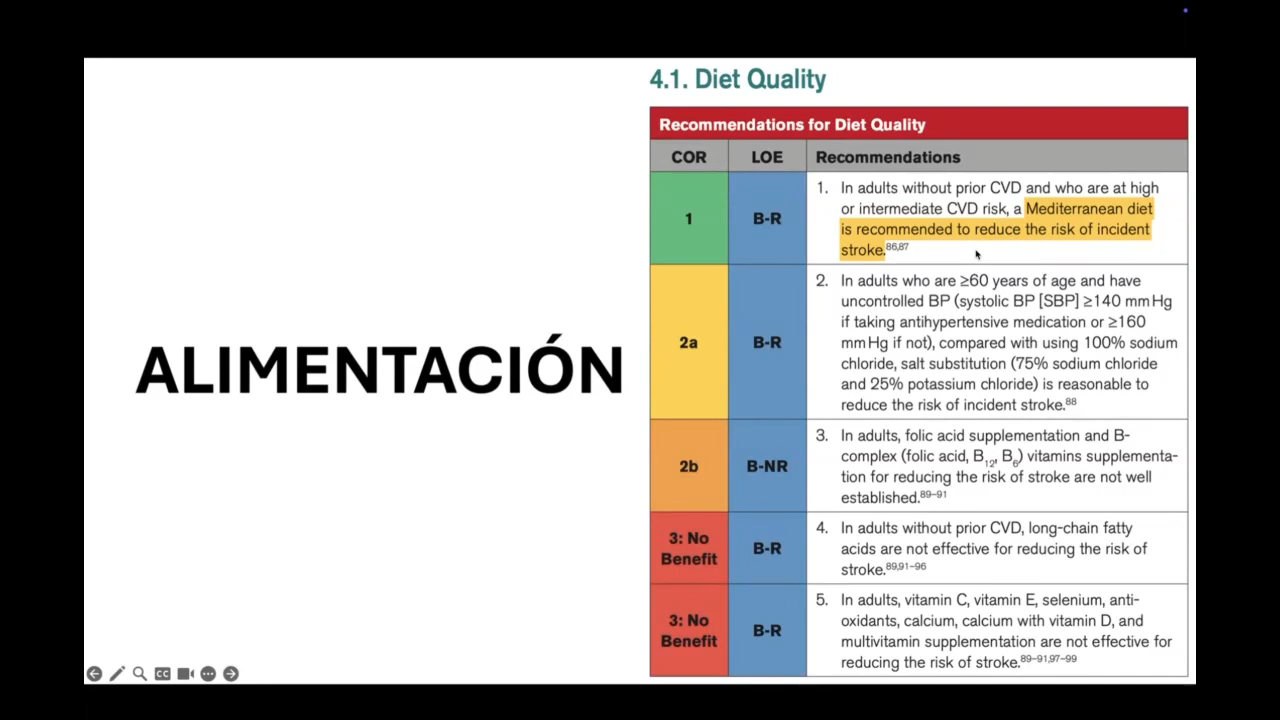 4.1. Diet Quality
Recommendations for Diet Quality
COR LOE Recommendations
1 B-R 1. In adults without prior CVD and who are at high
or intermediate CVD risk, a Mediterranean diet
is recommended to reduce the risk of incident
stroke.86,87
2a B-R 2. In adults who are ≥60 years of age and have
uncontrolled BP (systolic BP [SBP] ≥140 mm Hg
if taking antihypertensive medication or ≥160
mm Hg if not), compared with using 100% sodium
chloride, salt substitution (75% sodium chloride
and 25% potassium chloride) is reasonable to
reduce the risk of incident stroke.88
ALIMENTACIÓN
2b B-NR 3. In adults, folic acid supplementation and B-
complex (folic acid, B12, B6) vitamins supplementa-
tion for reducing the risk of stroke are not well
established.89–91
3: No
Benefit B-R 4. In adults without prior CVD, long-chain fatty
acids are not effective for reducing the risk of
stroke.89,91–96
3: No
Benefit B-R 5. In adults, vitamin C, vitamin E, selenium, anti-
oxidants, calcium, calcium with vitamin D, and
multivitamin supplementation are not effective for
reducing the risk of stroke.89–91,97–99
CC